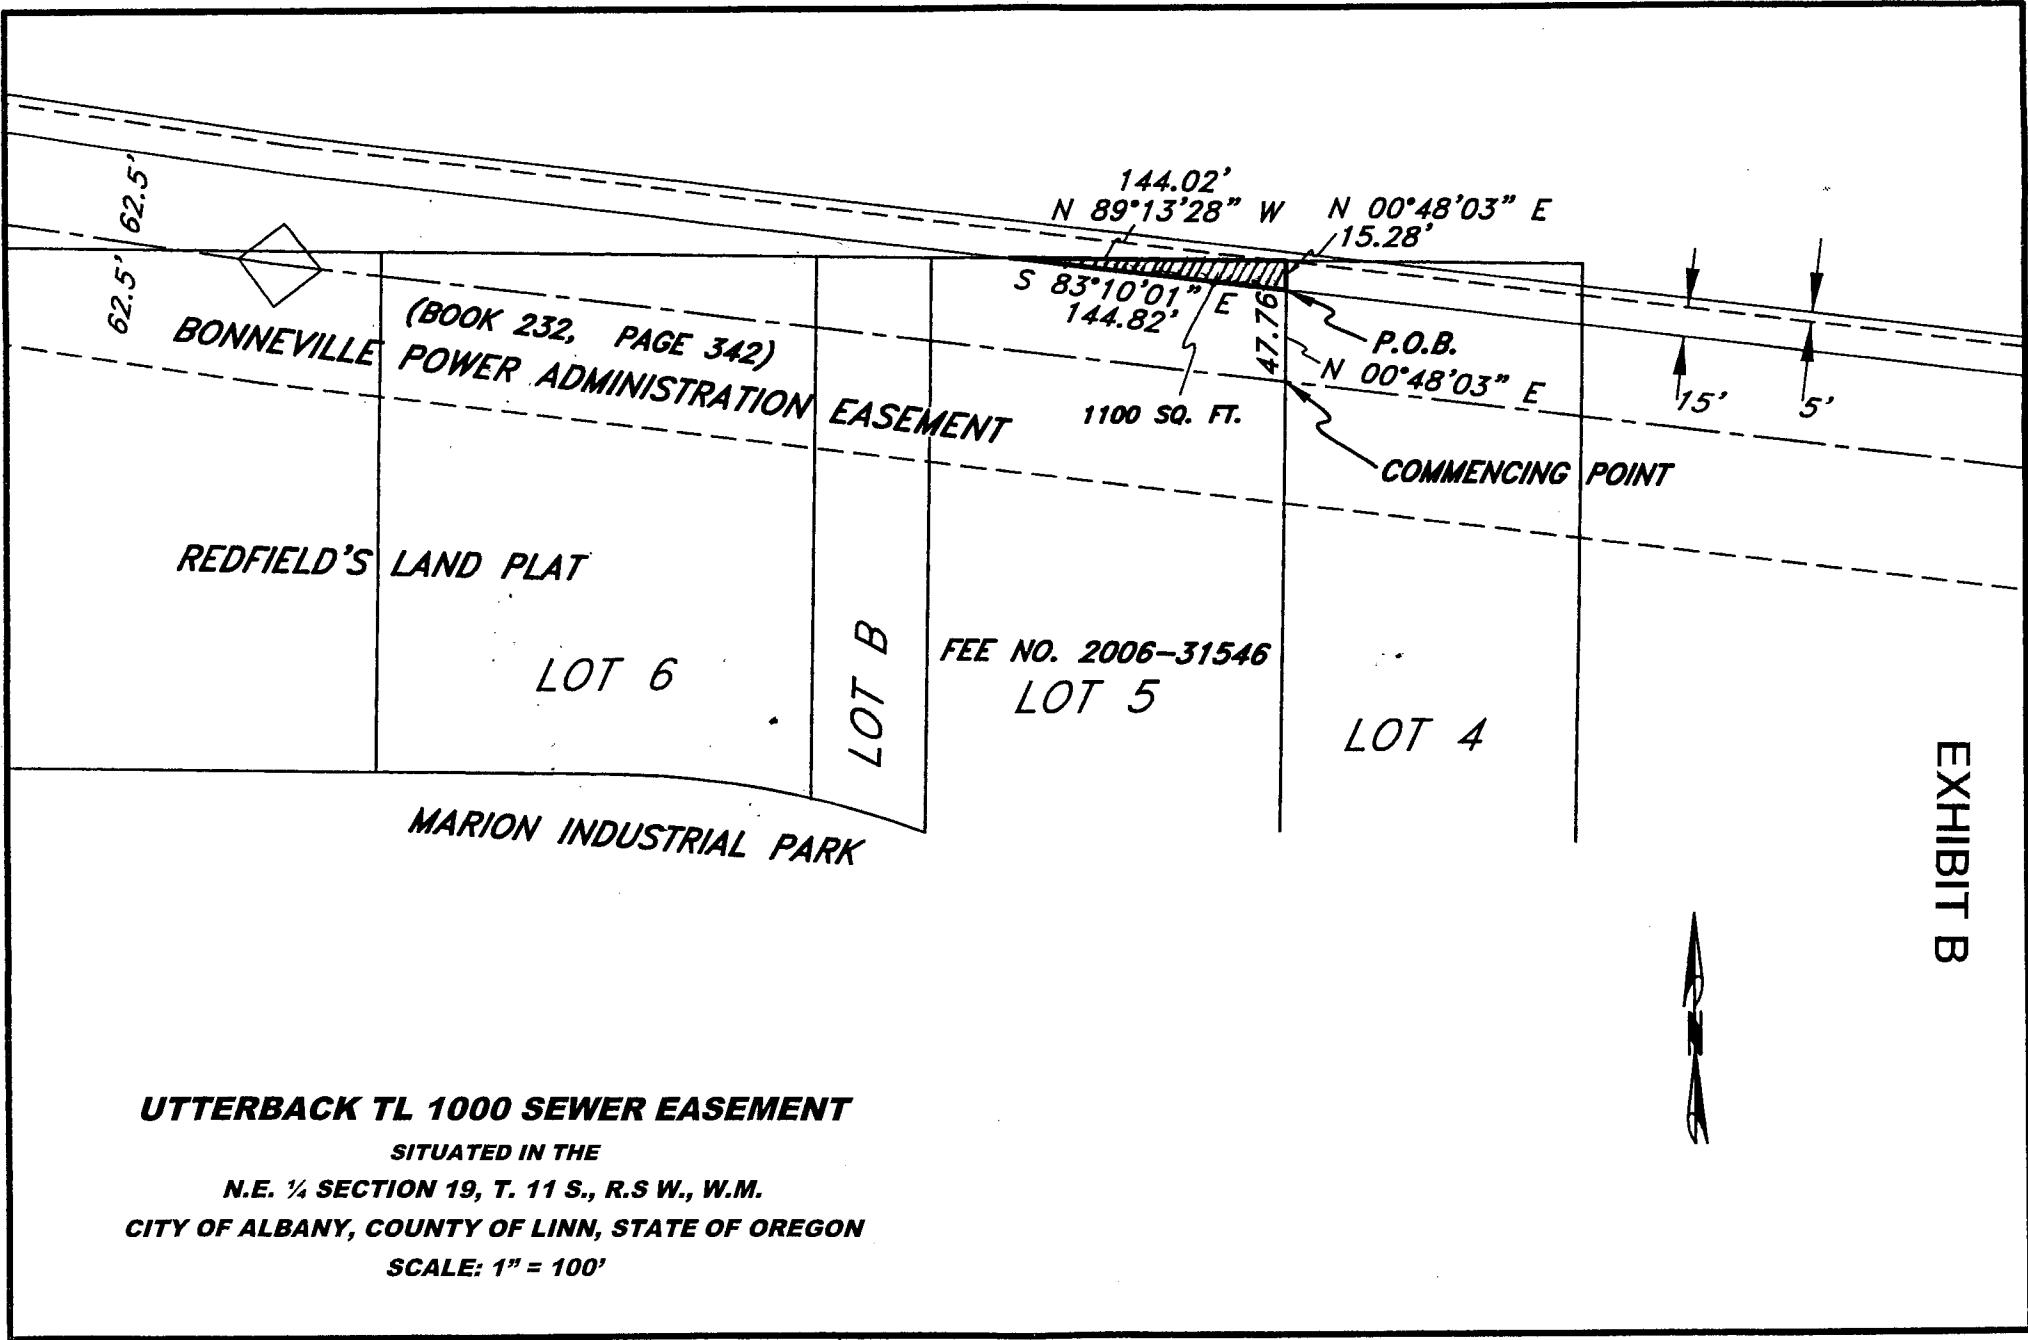 62.5'
62.5'
144.02'
N 89°13'28" W
N 00°48'03" E
15.28'
S 83°10'01" E
144.82'
47.76
P.O.B.
N 00°48'03" E
(BOOK 232, PAGE 342)
BONNEVILLE POWER ADMINISTRATION EASEMENT
1100 SQ. FT.
15'
5'
COMMENCING POINT
REDFIELD'S LAND PLAT
LOT 6
LOT B
FEE NO. 2006-31546
LOT 5
LOT 4
MARION INDUSTRIAL PARK
EXHIBIT B
N
UTTERBACK TL 1000 SEWER EASEMENT
SITUATED IN THE
N.E. ¼ SECTION 19, T. 11 S., R.S W., W.M.
CITY OF ALBANY, COUNTY OF LINN, STATE OF OREGON
SCALE: 1" = 100'